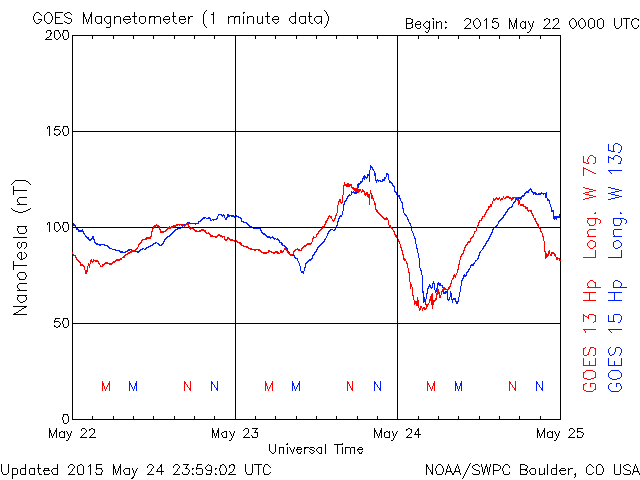 GOES Magnetometer (1 minute data)
Begin: 2015 May 22 0000 UTC
200
150
100
50
0
NanoTesla (nT)
M M N N M M N N M M N N
May 22 May 23 May 24 May 25
Universal Time
GOES 13 Hp Long. W 75
GOES 15 Hp Long. W 135
Updated 2015 May 24 23:59:02 UTC
NOAA/SWPC Boulder, CO USA